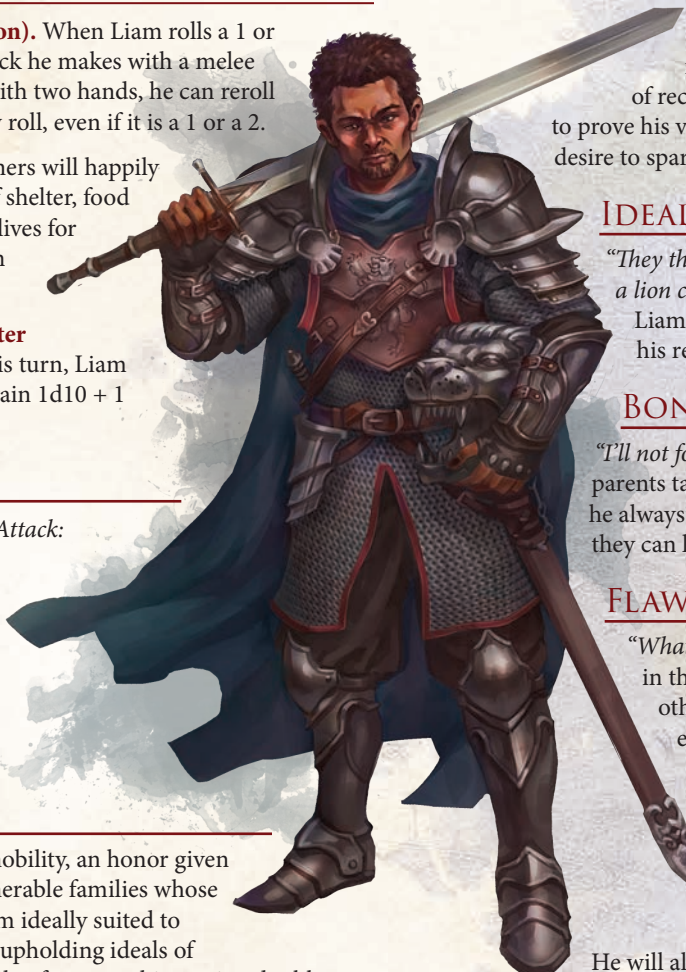 on). When Liam rolls a 1 or
ck he makes with a melee
ith two hands, he can reroll
roll, even if it is a 1 or a 2.
ners will happily
shelter, food
lives for
ter
is turn, Liam
ain 1d10 + 1
Attack:
nobility, an honor given
nerable families whose
m ideally suited to
upholding ideals of
of rec
to prove his v
desire to spar
IDEAL
“They th
a lion c
Liam
his re
BON
“I’ll not fo
parents ta
he always
they can l
FLAW
“What
in th
oth
e
He will al